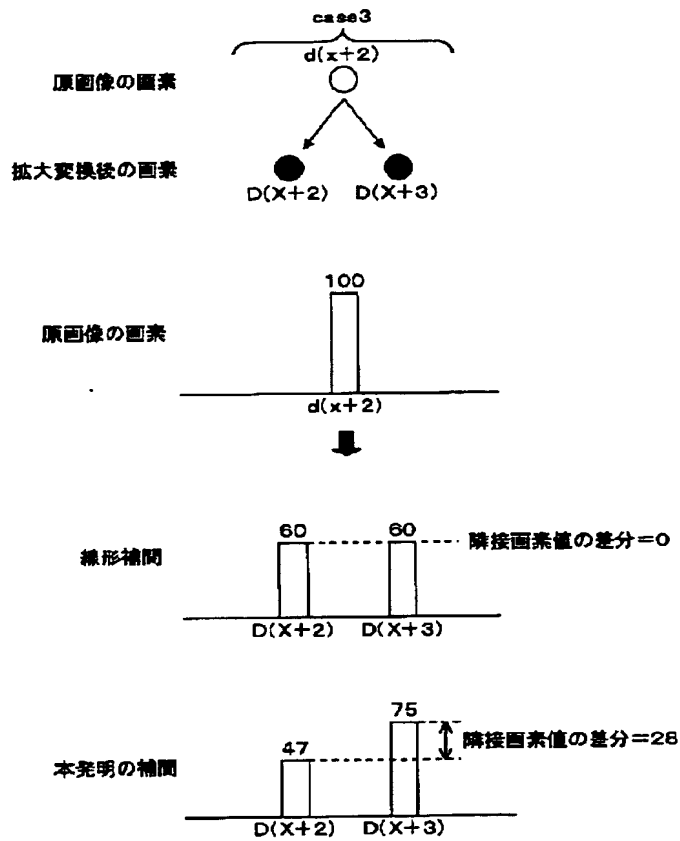 case3
d(x+2)
原画像の画素
拡大変換後の画素
D(X+2) D(X+3)
100
原画像の画素
d(x+2)
60 60
隣接画素値の差分=0
線形補間
D(X+2) D(X+3)
75
47
隣接画素値の差分=28
本発明の補間
D(X+2) D(X+3)